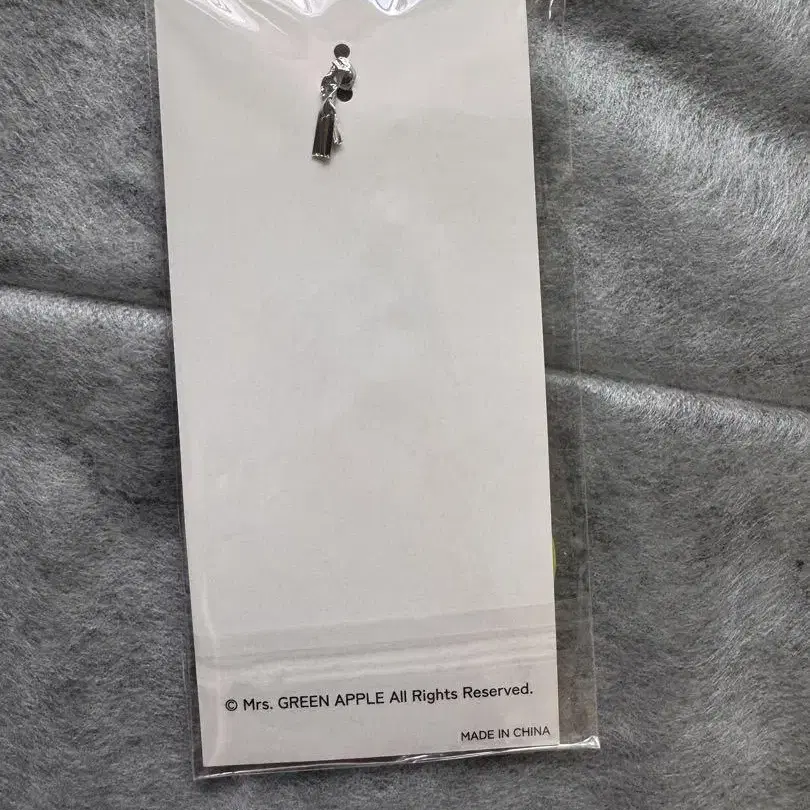 © Mrs. GREEN APPLE All Rights Reserved.
MADE IN CHINA